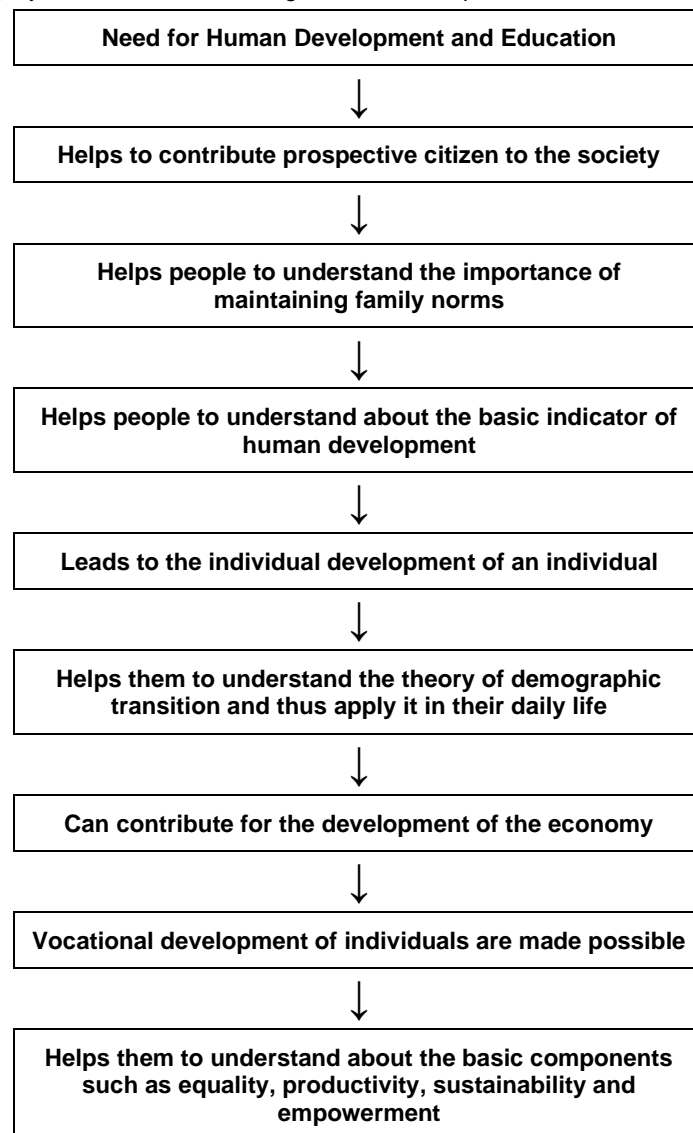 Need for Human Development and Education
Helps to contribute prospective citizen to the society
Helps people to understand the importance of
maintaining family norms
Helps people to understand about the basic indicator of
human development
Leads to the individual development of an individual
Helps them to understand the theory of demographic
transition and thus apply it in their daily life
Can contribute for the development of the economy
Vocational development of individuals are made possible
Helps them to understand about the basic components
such as equality, productivity, sustainability and
empowerment